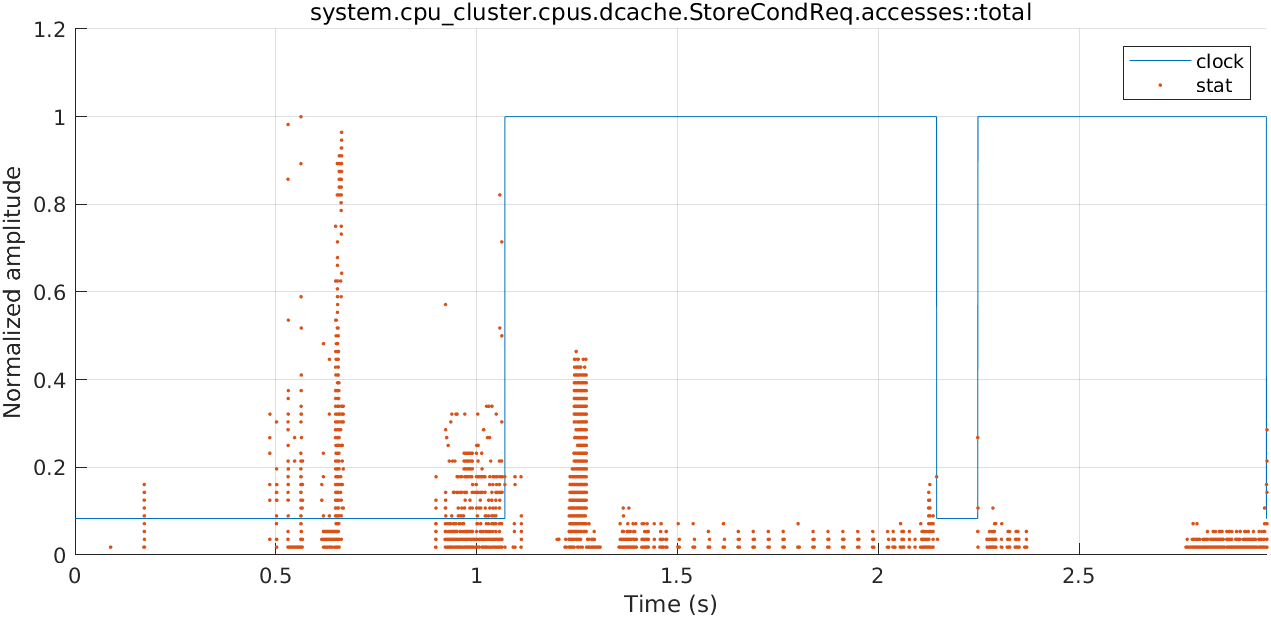 system.cpu_cluster.cpus.dcache.StoreCondReq.accesses::total
1.2
1
0.8
0.6
0.4
0.2
0
Normalized amplitude
clock
stat
0 0.5 1 1.5 2 2.5
Time (s)